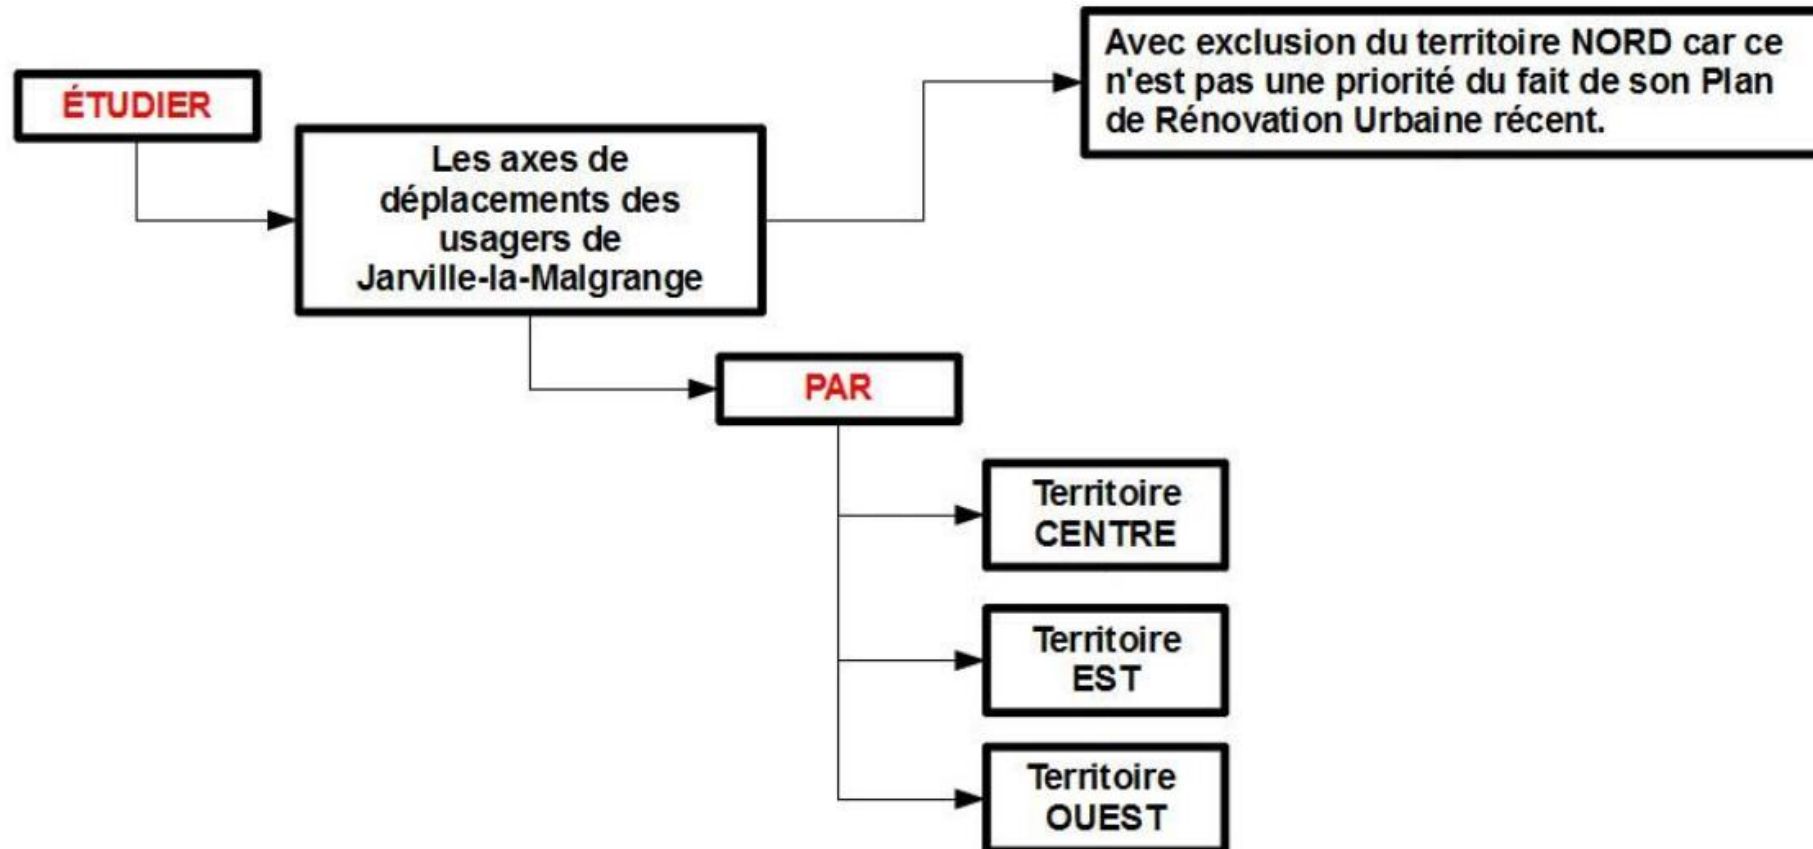 ÉTUDIER
Les axes de
déplacements des
usagers de
Jarville-la-Malgrange
Avec exclusion du territoire NORD car ce
n'est pas une priorité du fait de son Plan
de Rénovation Urbaine récent.
PAR
Territoire
CENTRE
Territoire
EST
Territoire
OUEST